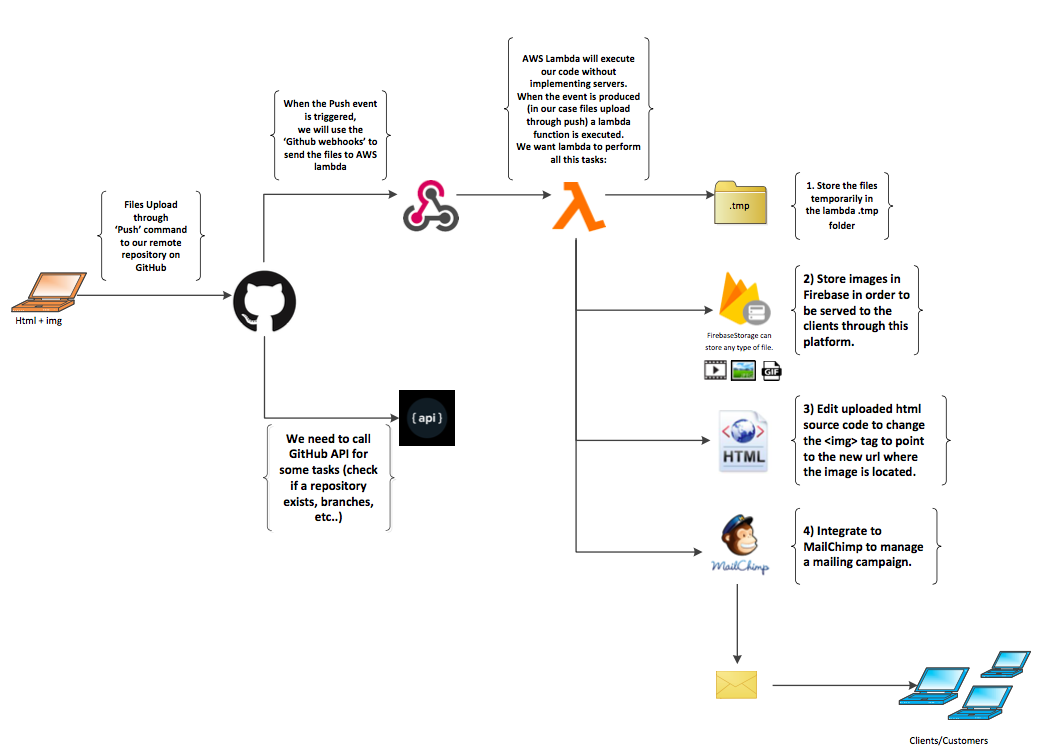 AWS Lambda will execute
our code without
implementing servers.
When the event is produced
(in our case files upload
through push) a lambda
function is executed.
We want lambda to perform
all this tasks:
When the Push event
is triggered,
we will use the
‘Github webhooks’ to
send the files to AWS
lambda
Files Upload
through
‘Push’ command
to our remote
repository on
GitHub
Html + img
.tmp
1. Store the files
temporarily in
the lambda .tmp
folder
2) Store images in
Firebase in order to
be served to the
clients through this
platform.
FirebaseStorage can
store any type of file.
GIF
{ api }
We need to call
GitHub API for
some tasks (check
if a repository
exists, branches,
etc..)
< >
HTML
3) Edit uploaded html
source code to change
the <img> tag to point
to the new url where
the image is located.
MailChimp
4) Integrate to
MailChimp to manage
a mailing campaign.
Clients/Customers